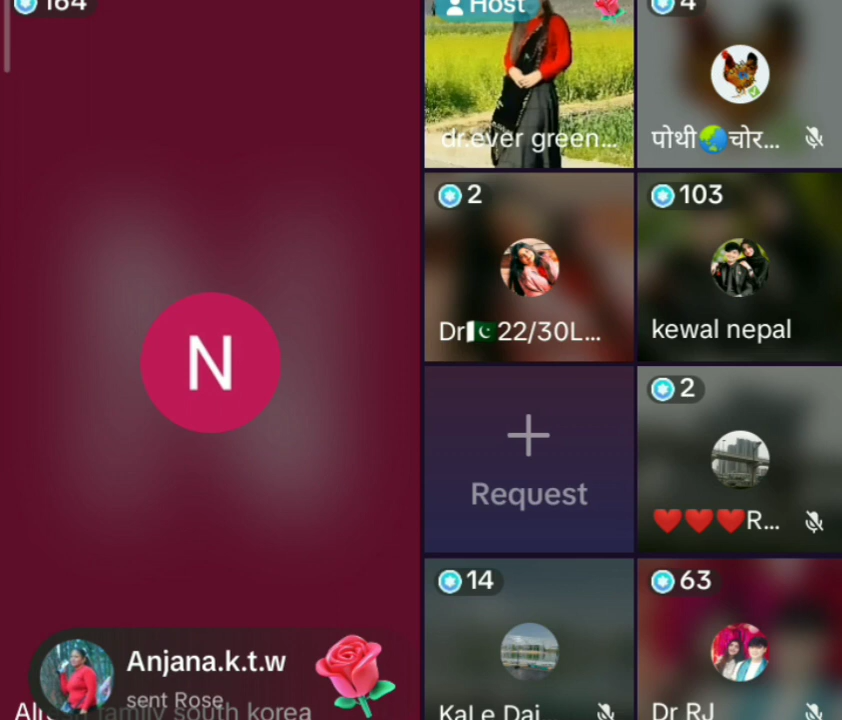 164
Host
4
dr.ever green...
पोथी🌏चोर...
2
103
Dr🇵🇰22/30L...
kewal nepal
N
2
Request
❤️❤️❤️R...
14
63
Anjana.k.t.w
sent Rose
family south korea
Kal e Dai
Dr RJ